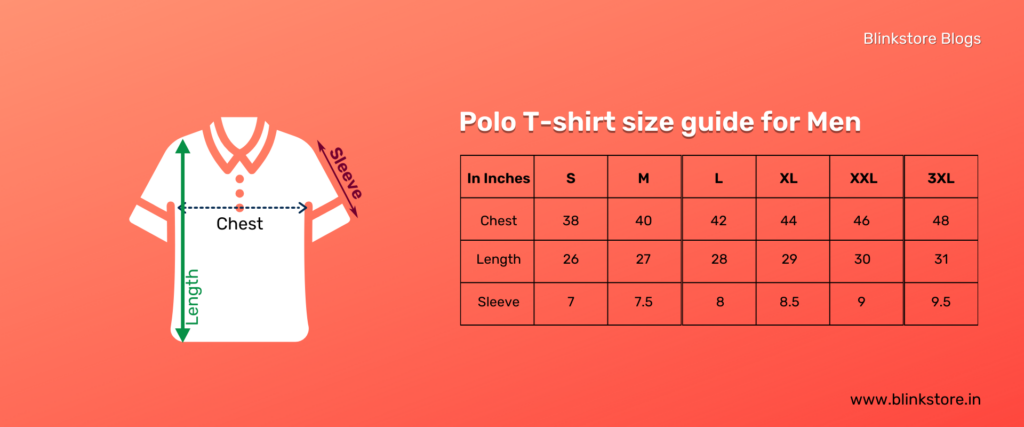 Blinkstore Blogs
Polo T-shirt size guide for Men
In Inches S M L XL XXL 3XL
Chest 38 40 42 44 46 48
Length 26 27 28 29 30 31
Sleeve 7 7.5 8 8.5 9 9.5
Sleeve
Chest
Length
www.blinkstore.in